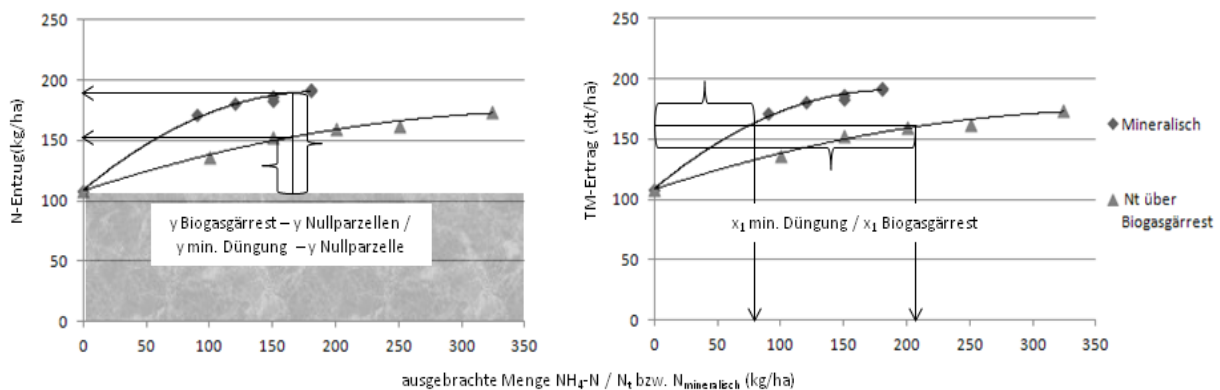 N-Entzug(kg/ha)
250
200
150
100
50
0
0 50 100 150 200 250 300 350
y Biogasgärrest – y Nullparzellen /
y min. Düngung – y Nullparzelle
TM-Ertrag (dt/ha)
250
200
150
100
50
0
0 50 100 150 200 250 300 350
x₁ min. Düngung / x₁ Biogasgärrest
Mineralisch
Nt über
Biogasgärrest
ausgebrachte Menge NH₄-N / Nₜ bzw. N_mineralisch (kg/ha)